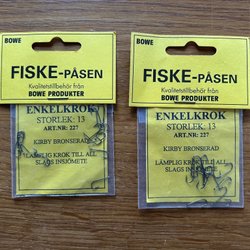 BOWE
FISKE-PÅSEN
Kvalitetstillbehör från
BOWE PRODUKTER
ENKELKROK
STORLEK: 13
ART.NR: 227
KIRBY BRONSERAD
LÄMPLIG KROK TILL ALL
SLAGS INSJÖMETE
BOWE
FISKE-PÅSEN
Kvalitetstillbehör från
BOWE PRODUKTER
ENKELKROK
STORLEK: 13
ART.NR: 227
KIRBY BRONSERAD
LÄMPLIG KROK TILL ALL
SLAGS INSJÖMETE